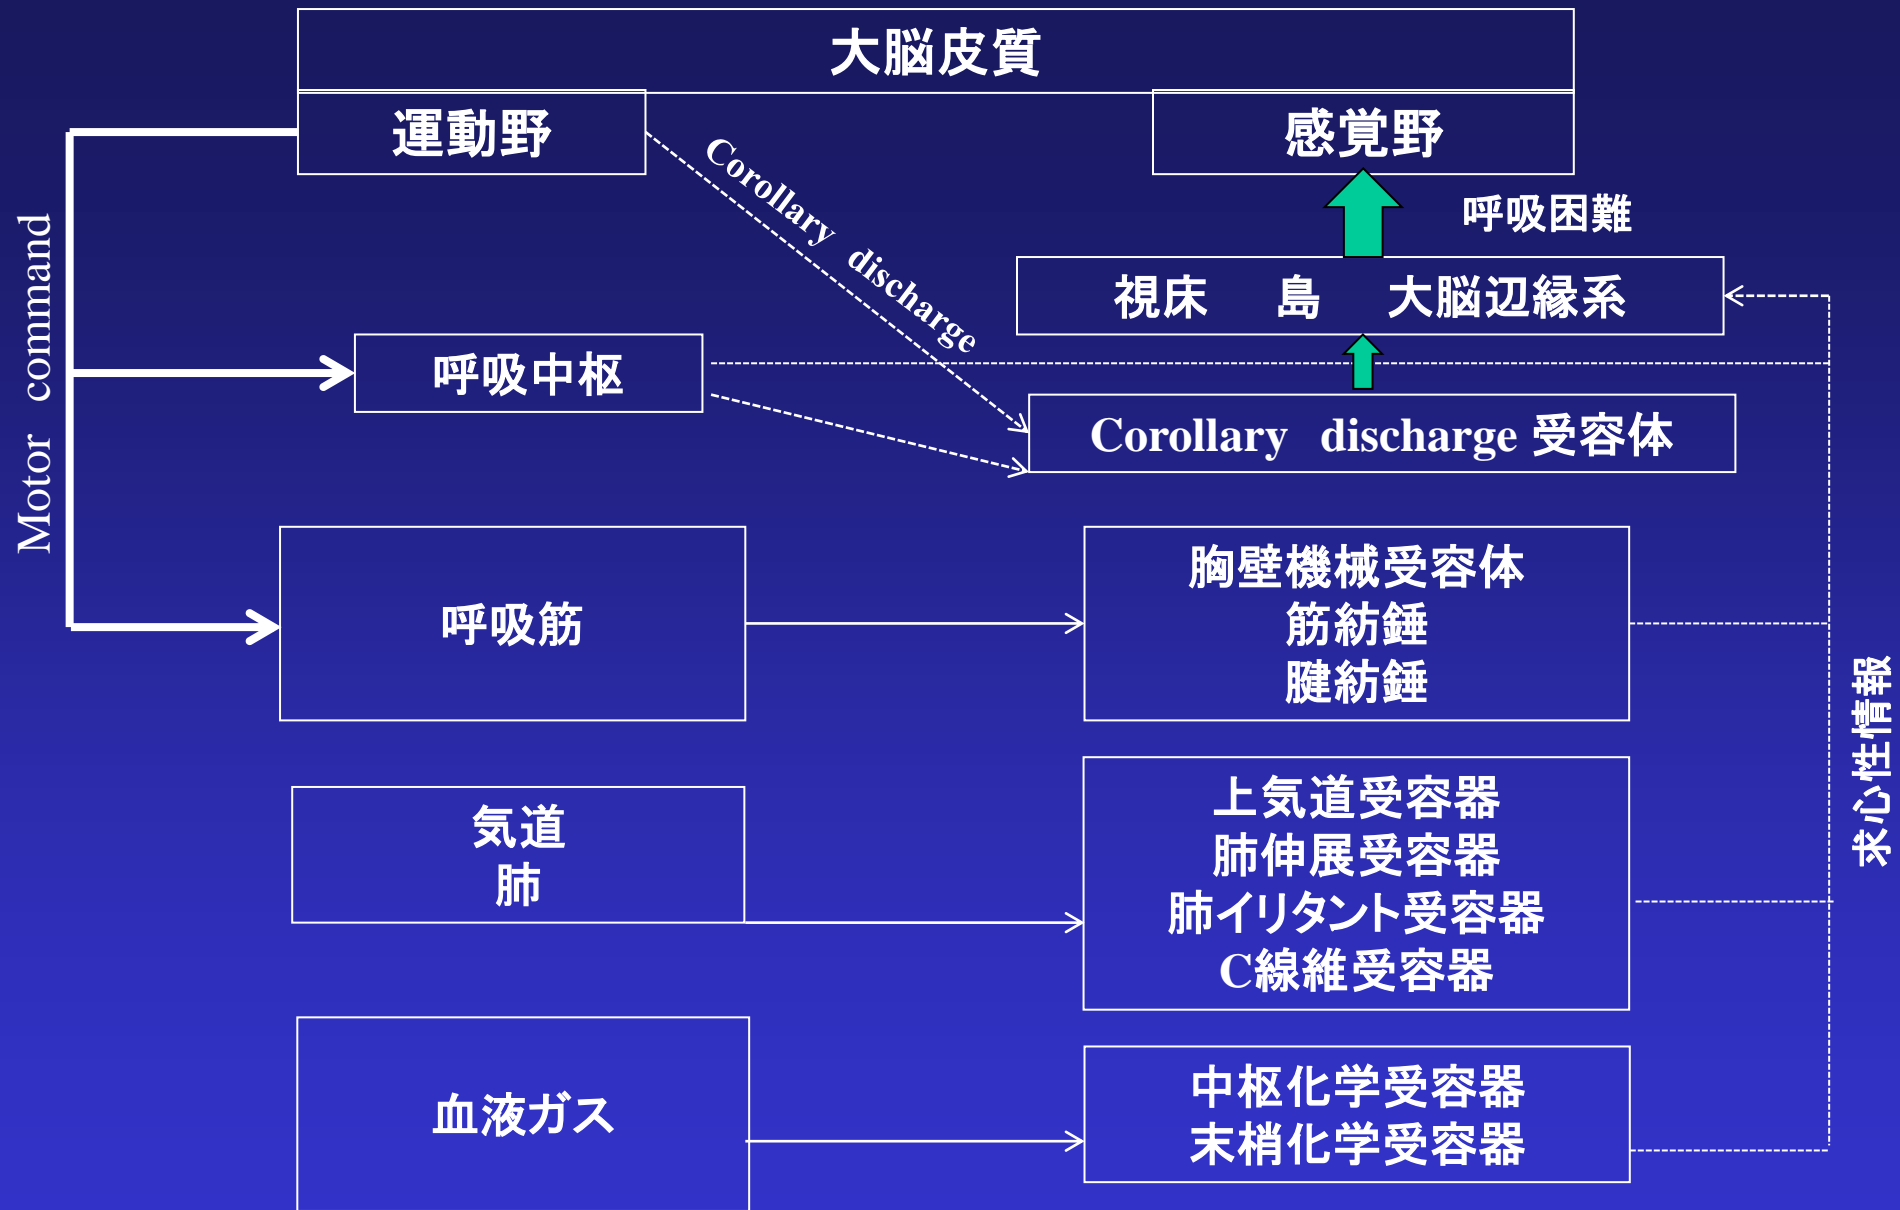 大脳皮質
運動野
感覚野
Corollary discharge
呼吸困難
Motor command
視床 島 大脳辺縁系
呼吸中枢
Corollary discharge 受容体
呼吸筋
胸壁機械受容体
筋紡錘
腱紡錘
求心性情報
気道
肺
上気道受容器
肺伸展受容器
肺イリタント受容器
C線維受容器
血液ガス
中枢化学受容器
末梢化学受容器